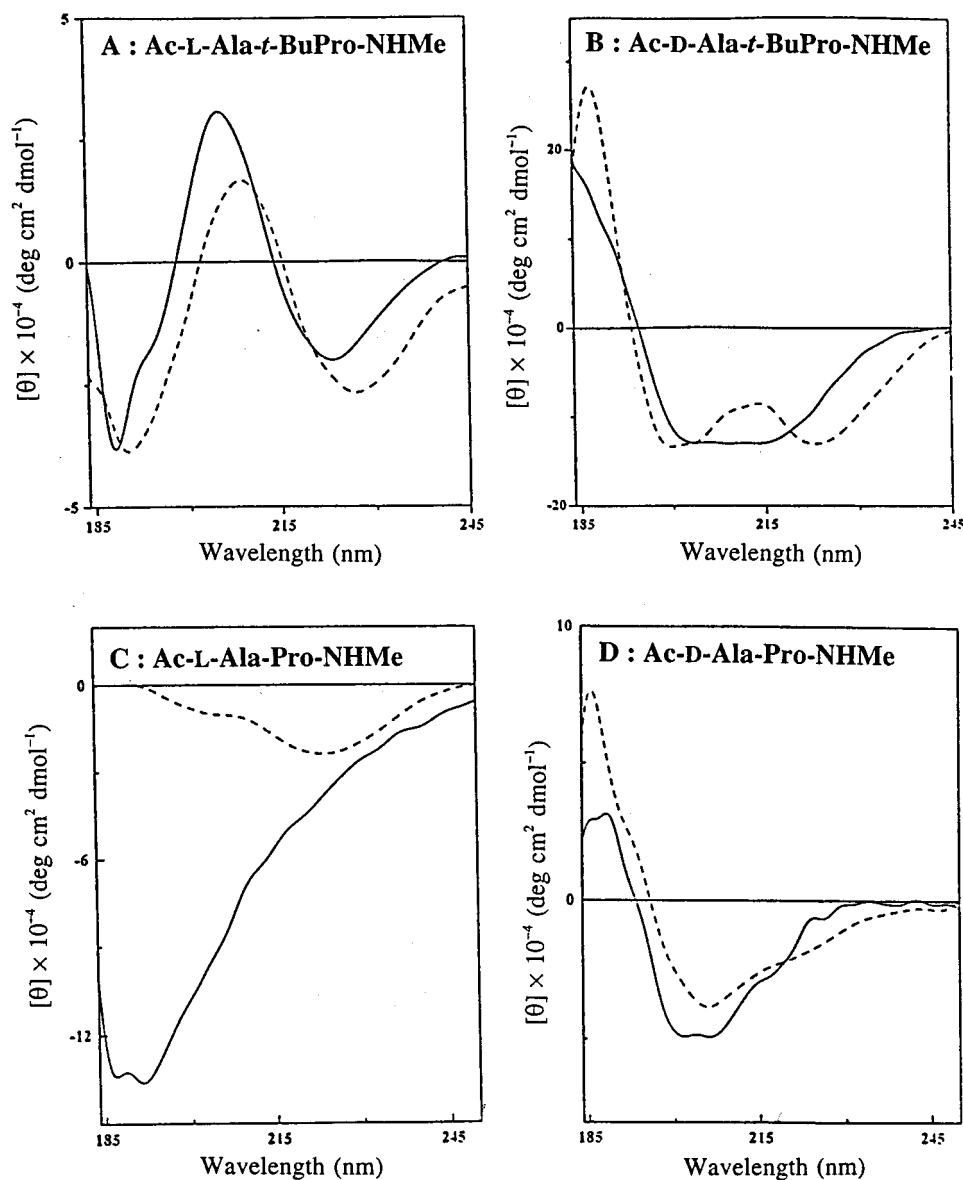 A : Ac-L-Ala-t-BuPro-NHMe
5
0
-5
[θ] × 10⁻⁴ (deg cm² dmol⁻¹)
185
215
245
Wavelength (nm)
B : Ac-D-Ala-t-BuPro-NHMe
20
0
-20
[θ] × 10⁻⁴ (deg cm² dmol⁻¹)
185
215
245
Wavelength (nm)
C : Ac-L-Ala-Pro-NHMe
0
-6
-12
[θ] × 10⁻⁴ (deg cm² dmol⁻¹)
185
215
245
Wavelength (nm)
D : Ac-D-Ala-Pro-NHMe
10
0
[θ] × 10⁻⁴ (deg cm² dmol⁻¹)
185
215
245
Wavelength (nm)